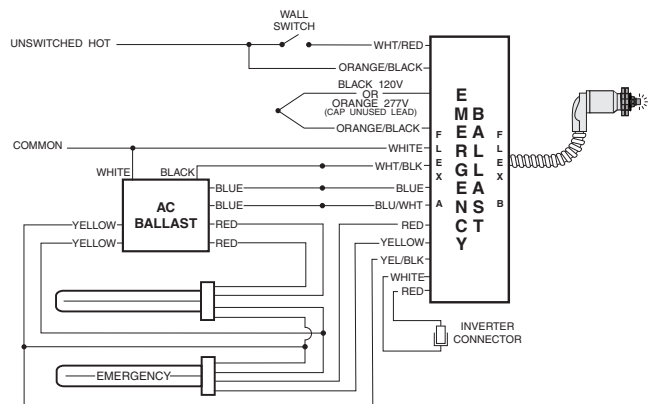 WALL
SWITCH
UNSWITCHED HOT
WHT/RED
ORANGE/BLACK
BLACK 120V
OR
ORANGE 277V
(CAP UNUSED LEAD)
ORANGE/BLACK
COMMON
WHITE
WHITE
BLACK
WHT/BLK
BLUE
BLUE
AC
BALLAST
BLUE
BLU/WHT
YELLOW
RED
RED
YELLOW
RED
YELLOW
YEL/BLK
WHITE
RED
FLEX A
EMERGENCY
BALLAST
FLEX B
INVERTER
CONNECTOR
EMERGENCY